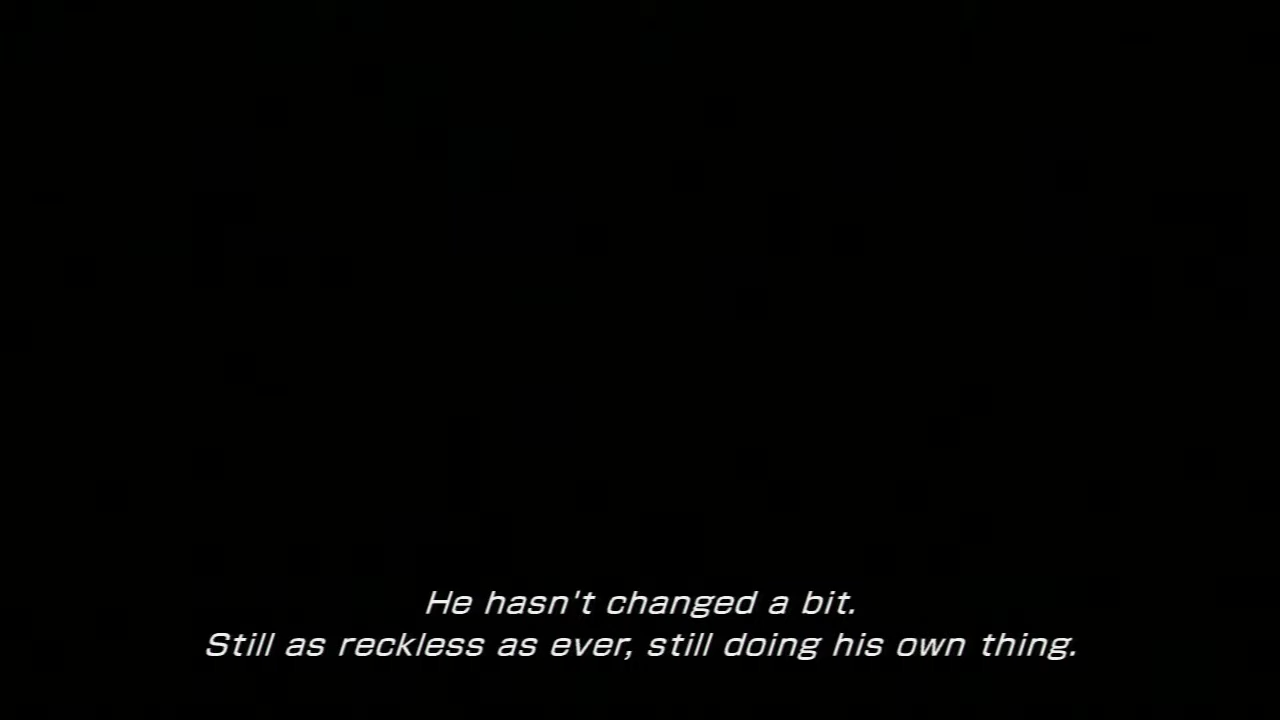 He hasn't changed a bit.
Still as reckless as ever, still doing his own thing.